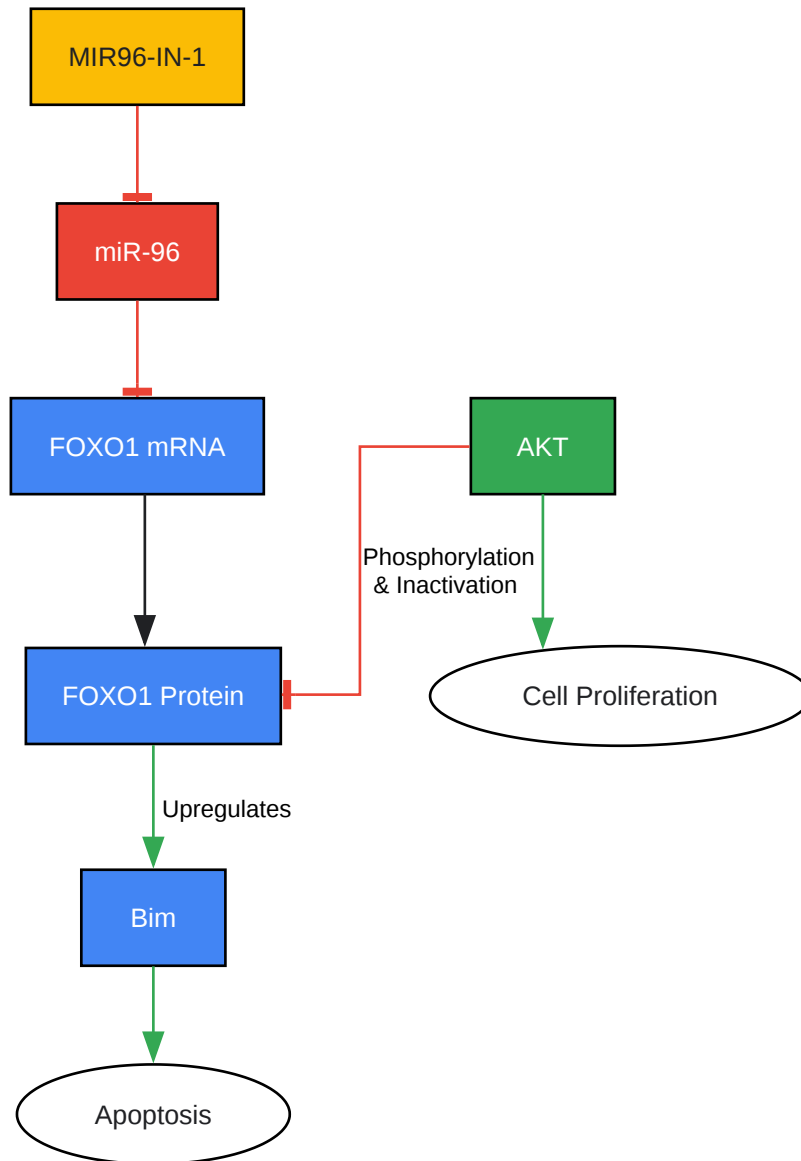 MIR96-IN-1
miR-96
FOXO1 mRNA
AKT
Phosphorylation
& Inactivation
FOXO1 Protein
Cell Proliferation
Upregulates
Bim
Apoptosis